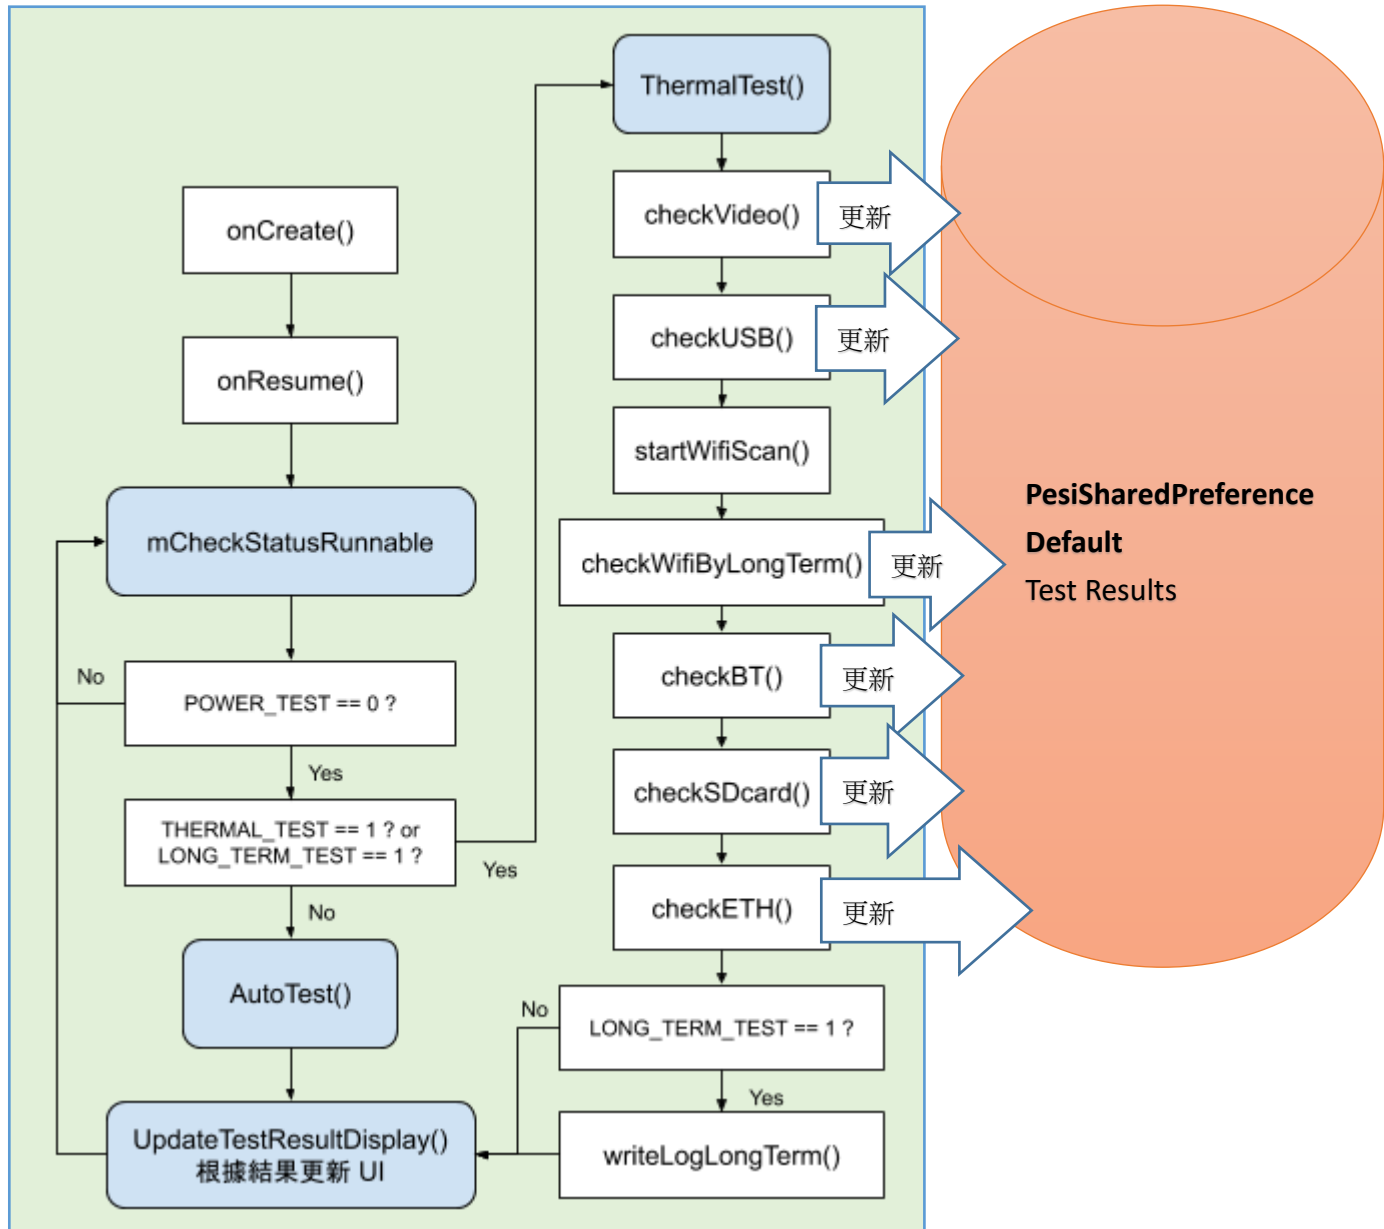 onCreate()
onResume()
mCheckStatusRunnable
No
POWER_TEST == 0 ?
Yes
THERMAL_TEST == 1 ? or
LONG_TERM_TEST == 1 ?
Yes
No
AutoTest()
UpdateTestResultDisplay()
根據結果更新 UI
ThermalTest()
checkVideo()
更新
checkUSB()
更新
startWifiScan()
checkWifiByLongTerm()
更新
checkBT()
更新
checkSDcard()
更新
checkETH()
更新
No
LONG_TERM_TEST == 1 ?
Yes
writeLogLongTerm()
PesiSharedPreference
Default
Test Results